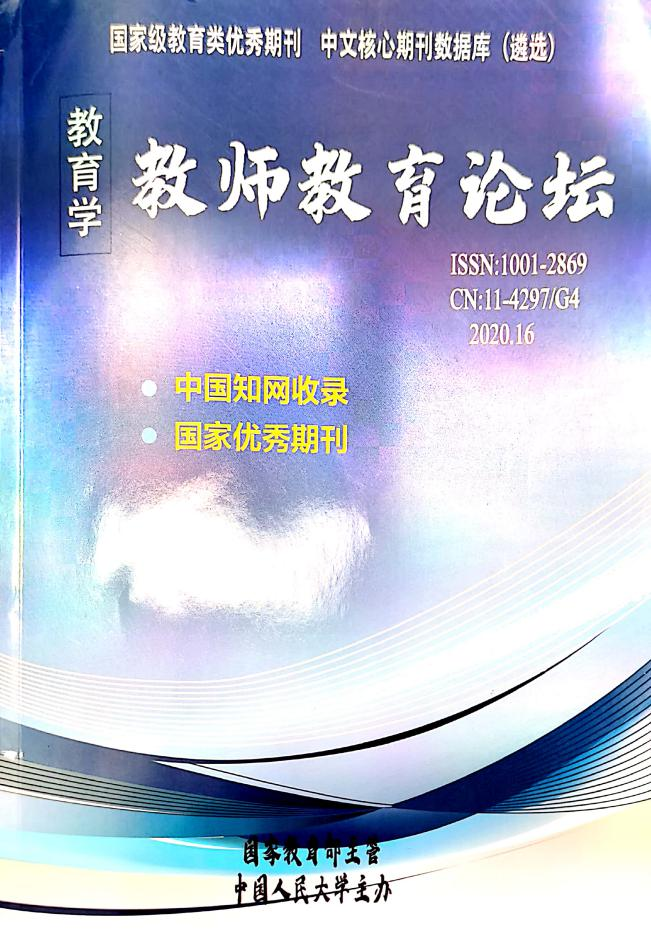 国家级教育类优秀期刊 中文核心期刊数据库（遴选）
教育学
教师教育论坛
ISSN:1001-2869
CN:11-4297/G4
2020.16
中国知网收录
国家优秀期刊
国家教育部主管
中国人民大学主办